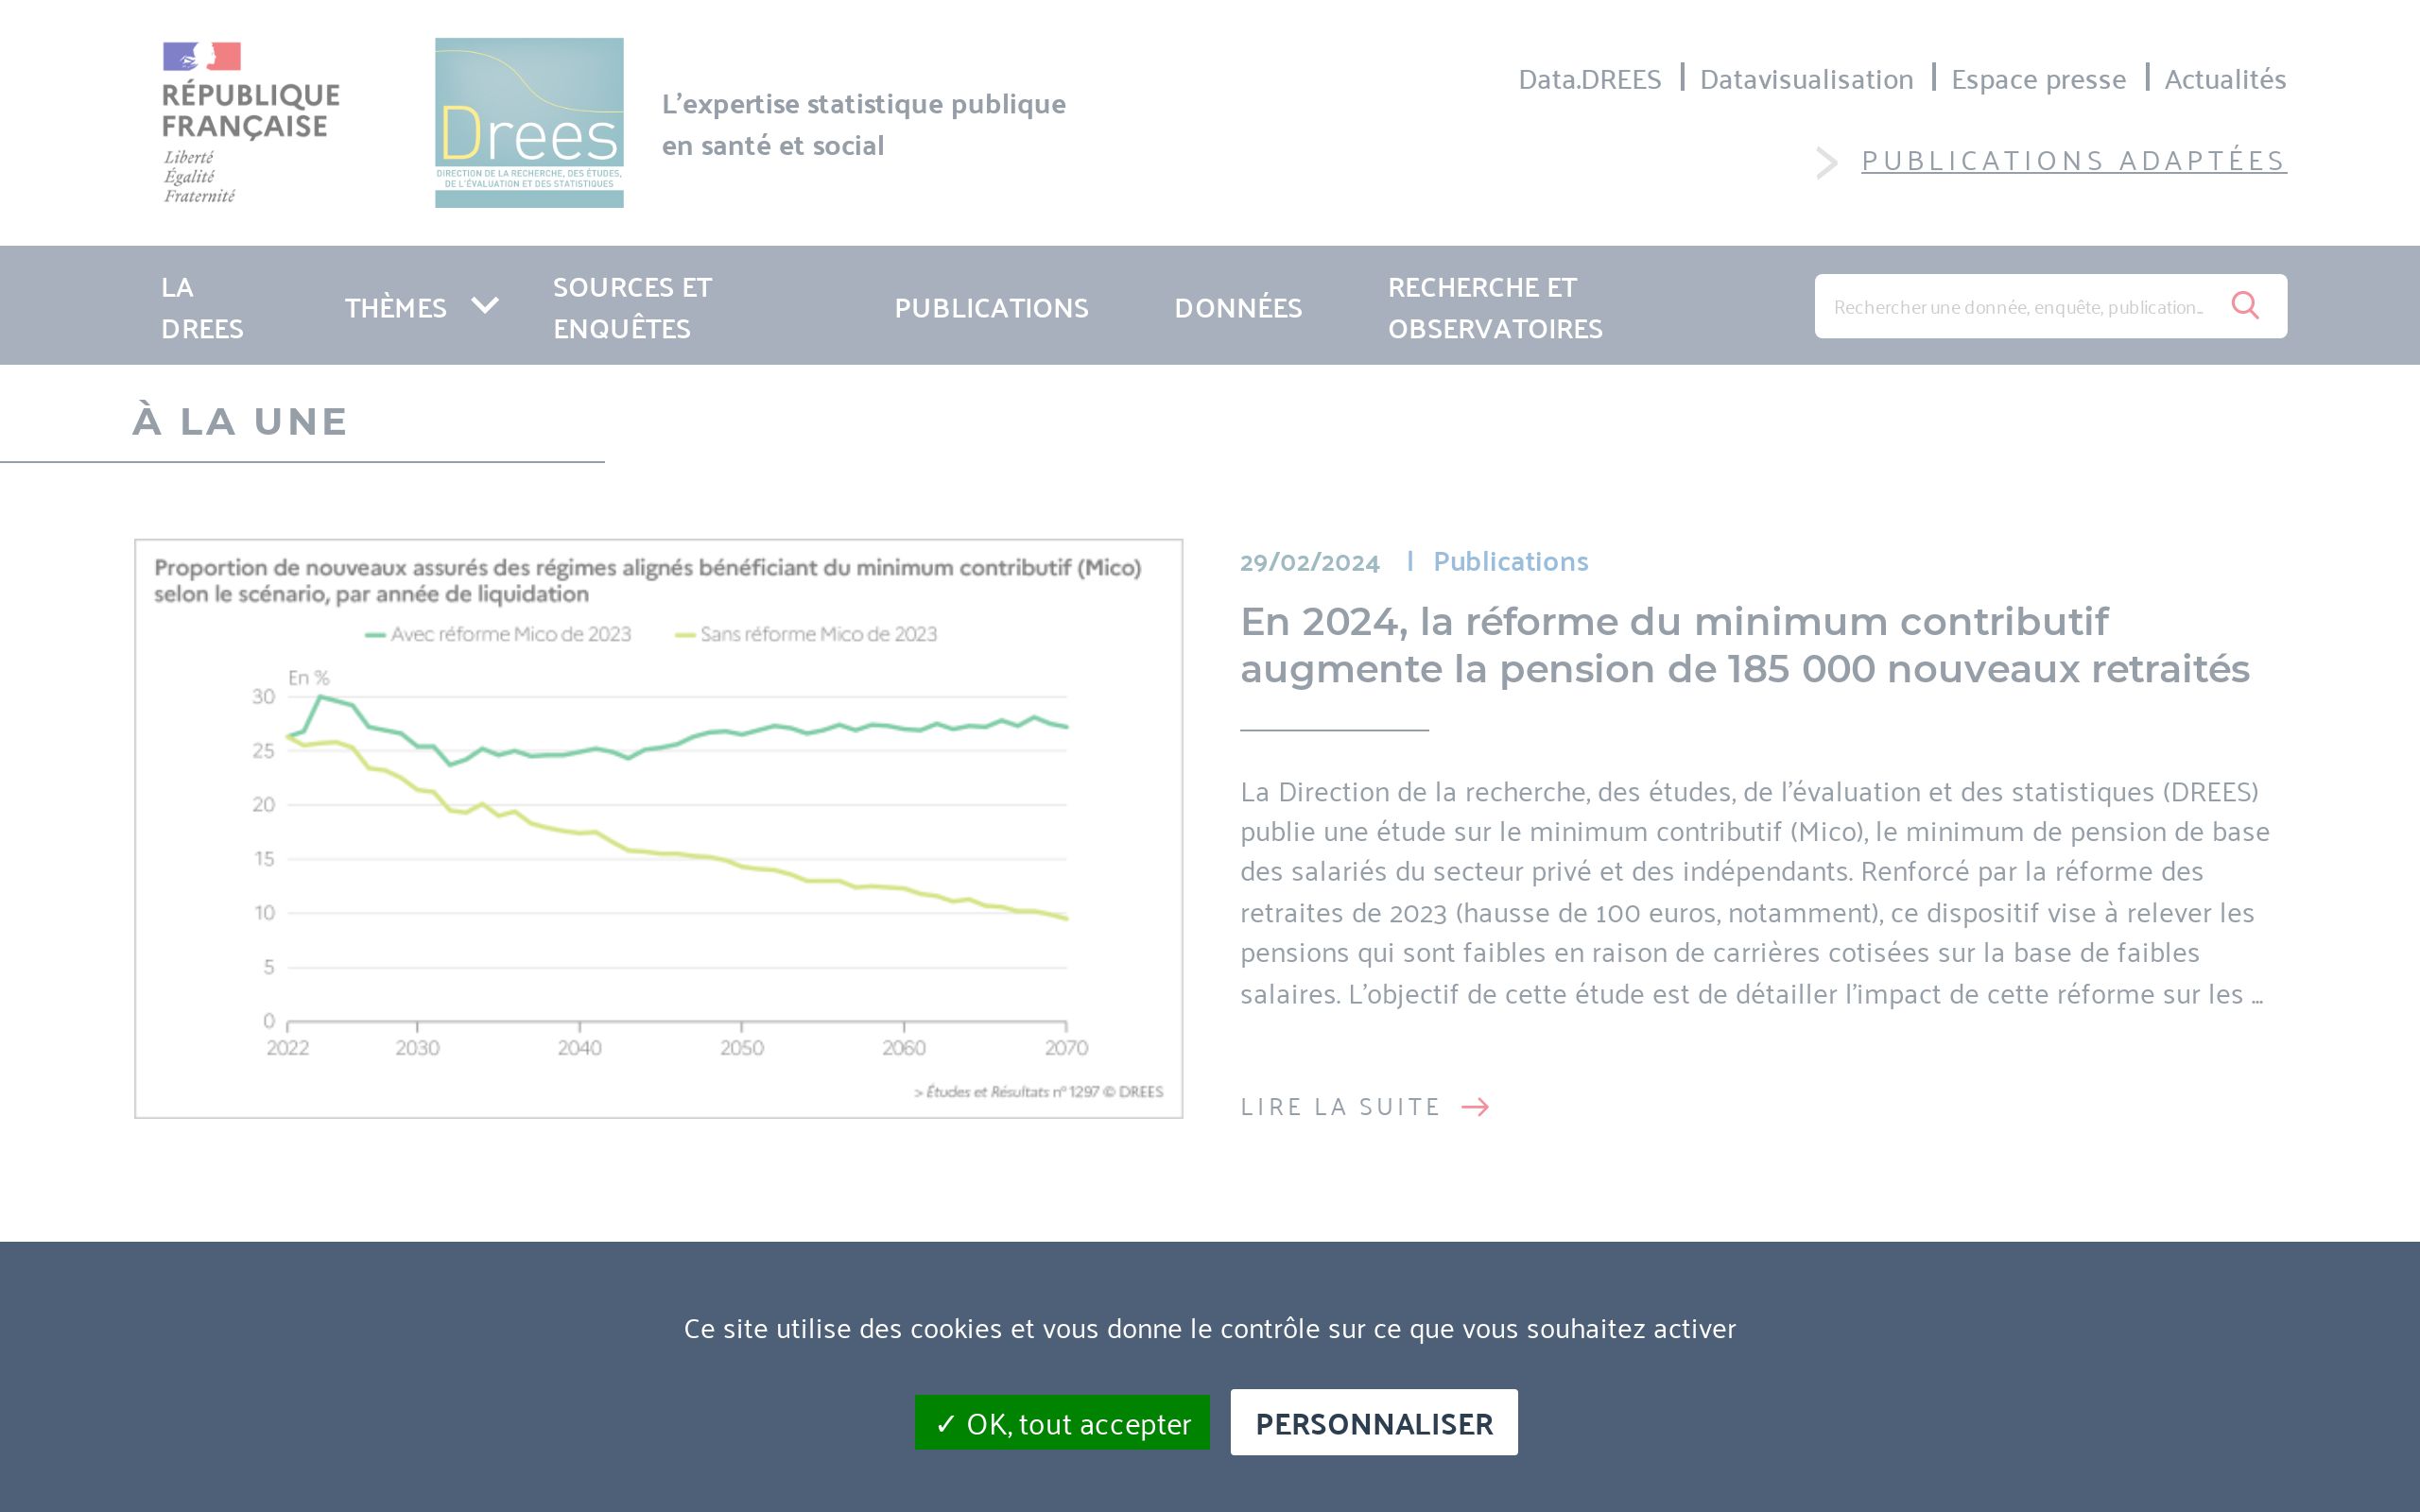 RÉPUBLIQUE
FRANÇAISE
Liberté
Égalité
Fraternité
Drees
DIRECTION DE LA RECHERCHE, DES ÉTUDES,
DE L'ÉVALUATION ET DES STATISTIQUES
L'expertise statistique publique
en santé et social
Data.DREES | Datavisualisation | Espace presse | Actualités
PUBLICATIONS ADAPTÉES
LA
DREES
THÈMES
SOURCES ET
ENQUÊTES
PUBLICATIONS
DONNÉES
RECHERCHE ET
OBSERVATOIRES
Rechercher une donnée, enquête, publication...
À LA UNE
Proportion de nouveaux assurés des régimes alignés bénéficiant du minimum contributif (Mico)
selon le scénario, par année de liquidation
Avec réforme Mico de 2023 Sans réforme Mico de 2023
En %
30
25
20
15
10
5
0
2022 2030 2040 2050 2060 2070
> Études et Résultats n° 1297 © DREES
29/02/2024 | Publications
En 2024, la réforme du minimum contributif
augmente la pension de 185 000 nouveaux retraités
La Direction de la recherche, des études, de l'évaluation et des statistiques (DREES)
publie une étude sur le minimum contributif (Mico), le minimum de pension de base
des salariés du secteur privé et des indépendants. Renforcé par la réforme des
retraites de 2023 (hausse de 100 euros, notamment), ce dispositif vise à relever les
pensions qui sont faibles en raison de carrières cotisées sur la base de faibles
salaires. L'objectif de cette étude est de détailler l'impact de cette réforme sur les ...
LIRE LA SUITE
Ce site utilise des cookies et vous donne le contrôle sur ce que vous souhaitez activer
✓ OK, tout accepter
PERSONNALISER